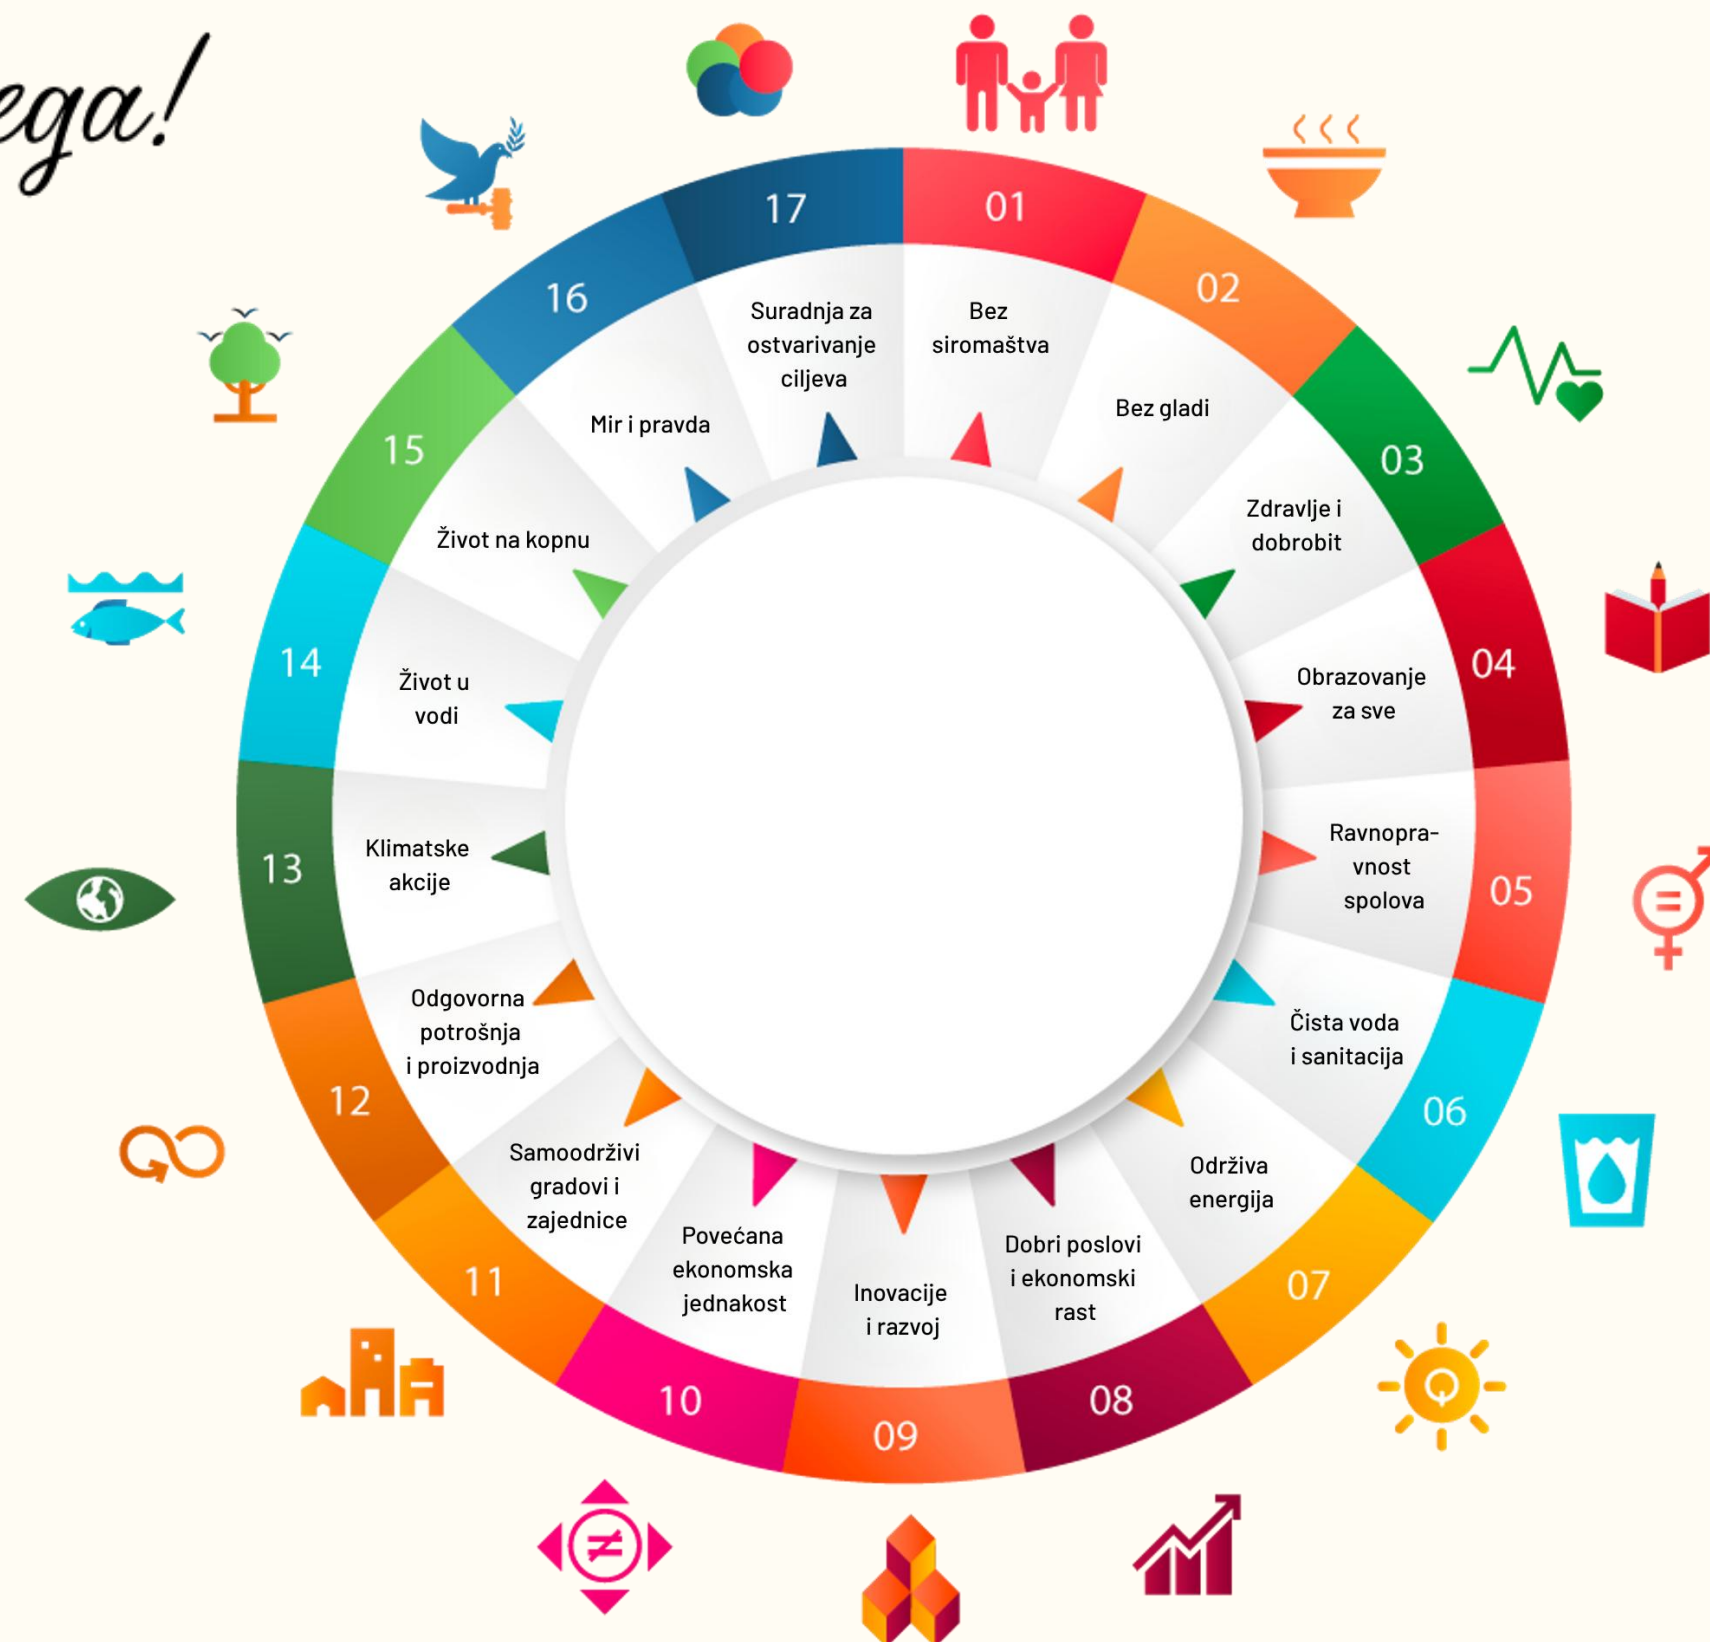 ega!
01
Bez
siromaštva
02
Bez gladi
03
Zdravlje i
dobrobit
04
Obrazovanje
za sve
05
Ravnopra-
vnost
spolova
06
Čista voda
i sanitacija
07
Održiva
energija
08
Dobri poslovi
i ekonomski
rast
09
Inovacije
i razvoj
10
Povećana
ekonomska
jednakost
11
Samoodrživi
gradovi i
zajednice
12
Odgovorna
potrošnja
i proizvodnja
13
Klimatske
akcije
14
Život u
vodi
15
Život na kopnu
16
Mir i pravda
17
Suradnja za
ostvarivanje
ciljeva